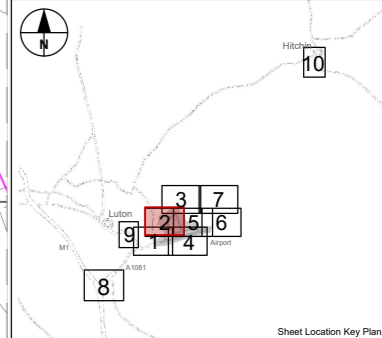 N
Hitchin
10
3 7
Luton
2 5 6
9 1 4
Airport
M1
A1081
8
Sheet Location Key Plan